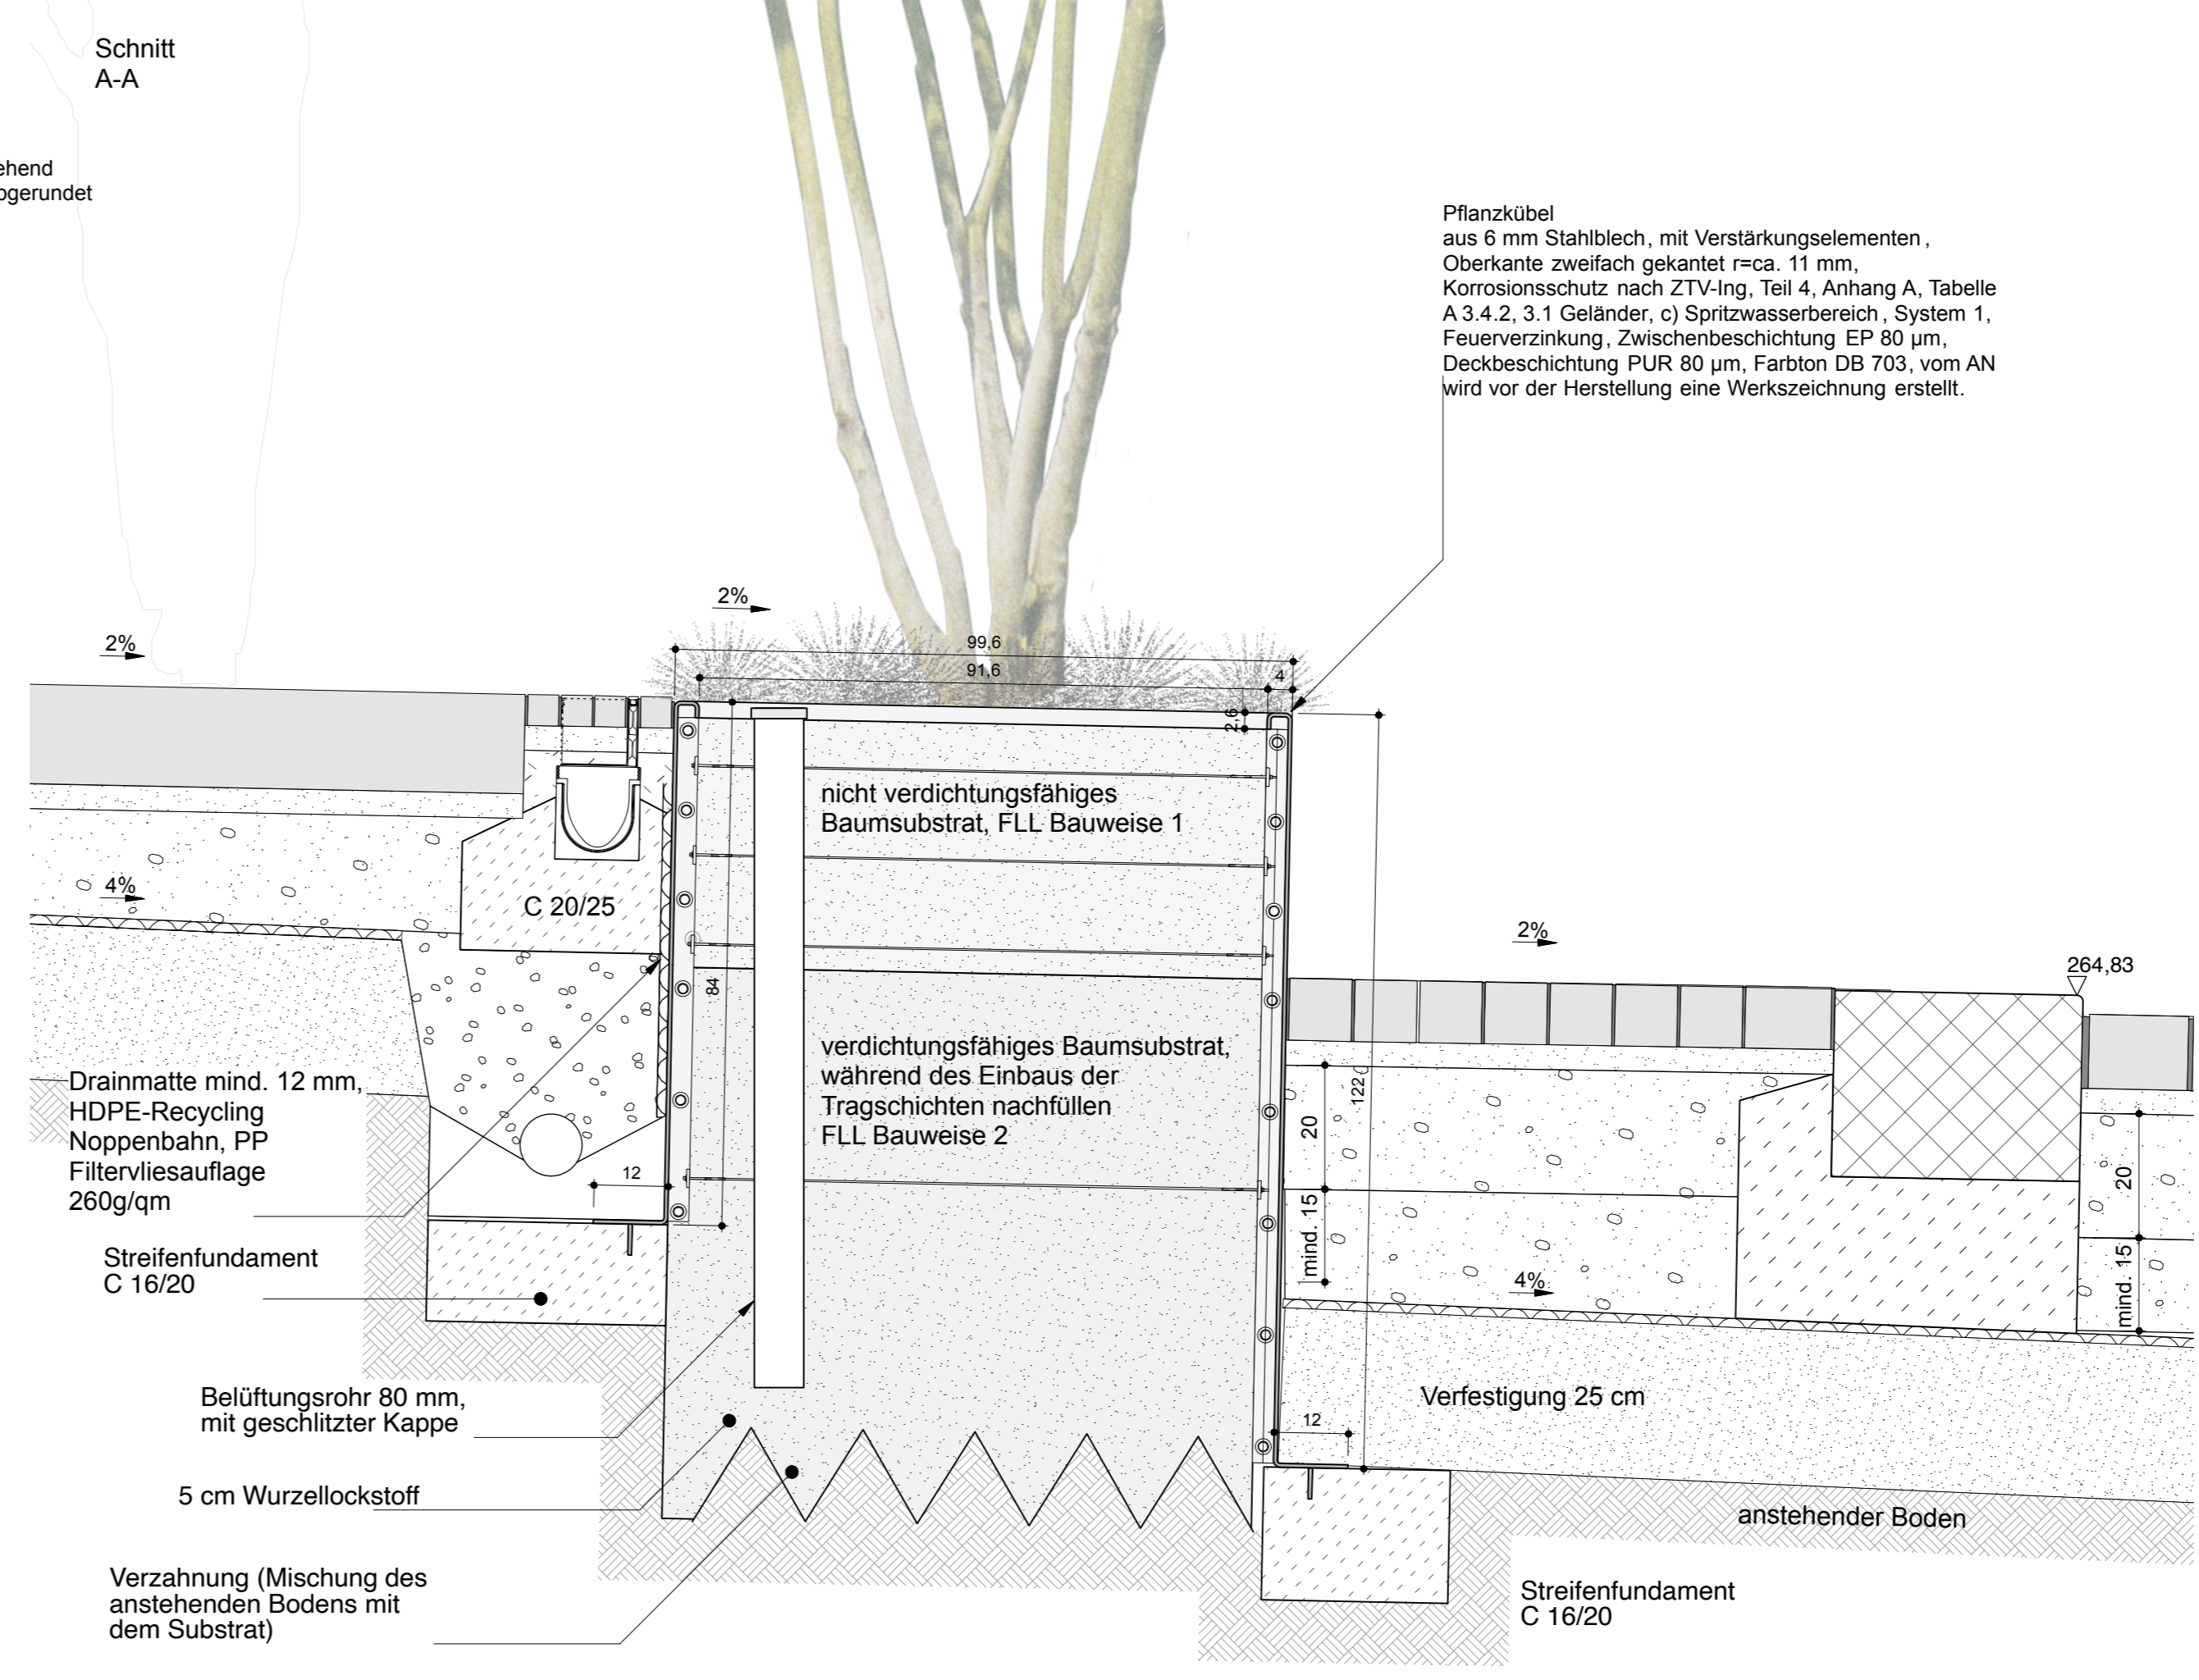 Schnitt
A-A
ehend
ogerundet
Pflanzkübel
aus 6 mm Stahlblech, mit Verstärkungselementen,
Oberkante zweifach gekantet r=ca. 11 mm,
Korrosionsschutz nach ZTV-Ing, Teil 4, Anhang A, Tabelle
A 3.4.2, 3.1 Geländer, c) Spritzwasserbereich, System 1,
Feuerverzinkung, Zwischenbeschichtung EP 80 µm,
Deckbeschichtung PUR 80 µm, Farbton DB 703, vom AN
wird vor der Herstellung eine Werkszeichnung erstellt.
2%
2%
99,6
91,6
4
2,6
nicht verdichtungsfähiges
Baumsubstrat, FLL Bauweise 1
4%
C 20/25
2%
264,83
84
verdichtungsfähiges Baumsubstrat,
während des Einbaus der
Tragschichten nachfüllen
FLL Bauweise 2
122
20
mind. 15
20
mind. 15
4%
Drainmatte mind. 12 mm,
HDPE-Recycling
Noppenbahn, PP
Filtervliesauflage
260g/qm
12
Streifenfundament
C 16/20
Belüftungsrohr 80 mm,
mit geschlitzter Kappe
Verfestigung 25 cm
12
5 cm Wurzellockstoff
anstehender Boden
Verzahnung (Mischung des
anstehenden Bodens mit
dem Substrat)
Streifenfundament
C 16/20